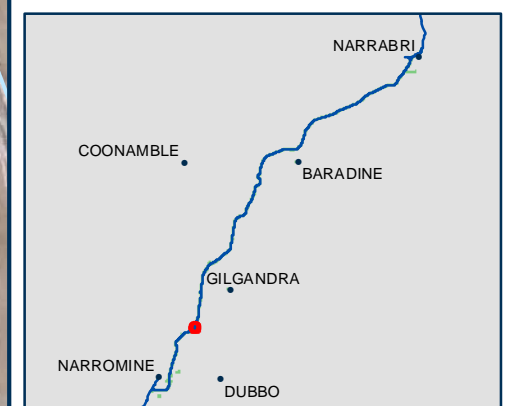 NARRABRI
COONAMBLE
BARADINE
GILGANDRA
NARROMINE
DUBBO